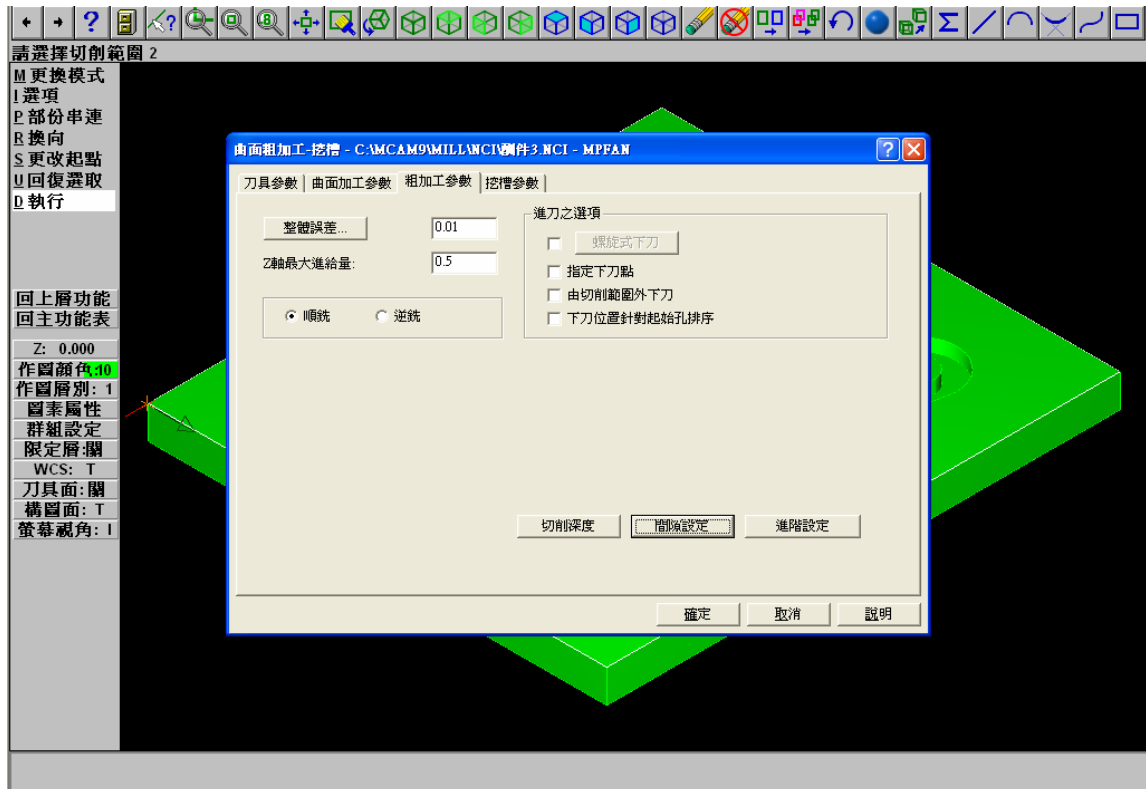 請選擇切削範圍 2
M 更換模式
I 選項
P 部份串連
R 換向
S 更改起點
U 回復選取
D 執行
回上層功能
回主功能表
Z: 0.000
作圖顏色:10
作圖層別: 1
圖素屬性
群組設定
限定層:關
WCS: T
刀具面:關
構圖面: T
螢幕視角: I
曲面粗加工-挖槽 - C:\MCAM9\MILL\NCI\銅件3.NCI - MPFAN
刀具參數
曲面加工參數
粗加工參數
挖槽參數
整體誤差...
0.01
Z軸最大進給量:
0.5
順銑
逆銑
進刀之選項
螺旋式下刀
指定下刀點
由切削範圍外下刀
下刀位置針對起始孔排序
切削深度
間隙設定
進階設定
確定
取消
說明